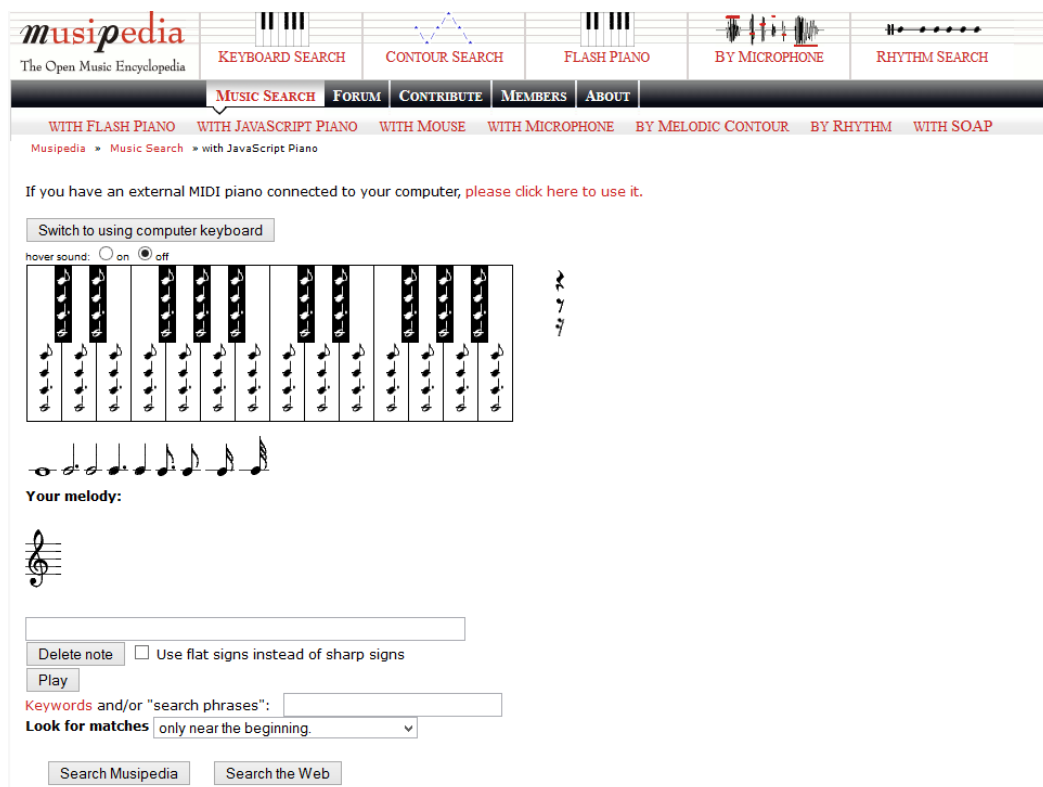 musipedia
The Open Music Encyclopedia
KEYBOARD SEARCH
CONTOUR SEARCH
FLASH PIANO
BY MICROPHONE
RHYTHM SEARCH
MUSIC SEARCH FORUM CONTRIBUTE MEMBERS ABOUT
WITH FLASH PIANO WITH JAVASCRIPT PIANO WITH MOUSE WITH MICROPHONE BY MELODIC CONTOUR BY RHYTHM WITH SOAP
Musipedia » Music Search » with JavaScript Piano
If you have an external MIDI piano connected to your computer, please click here to use it.
Switch to using computer keyboard
hover sound: on off
Your melody:
Delete note Use flat signs instead of sharp signs
Play
Keywords and/or "search phrases":
Look for matches only near the beginning.
Search Musipedia Search the Web